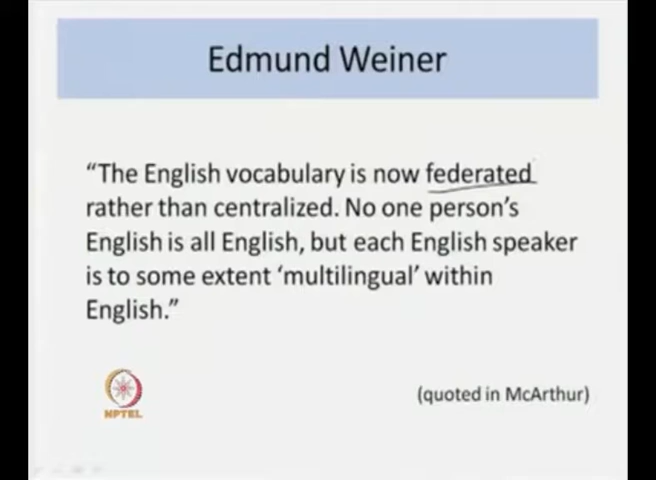 Edmund Weiner
“The English vocabulary is now federated
rather than centralized. No one person’s
English is all English, but each English speaker
is to some extent ‘multilingual’ within
English.”
NPTEL
(quoted in McArthur)